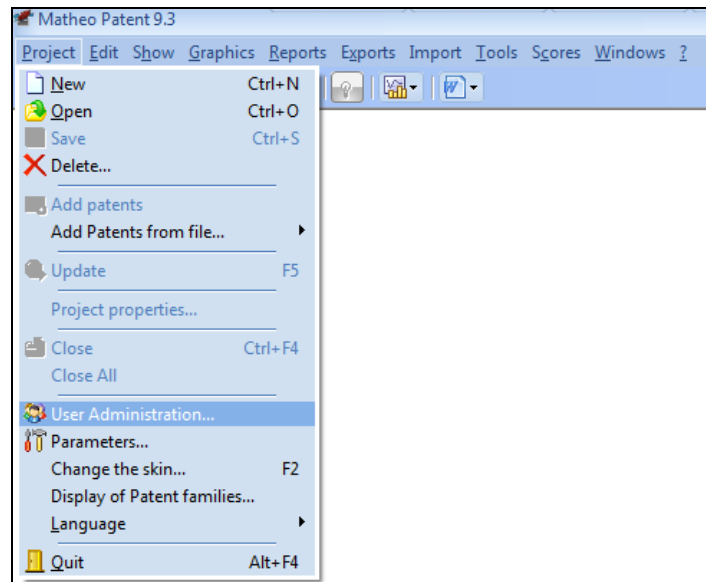 Matheo Patent 9.3
Project Edit Show Graphics Reports Exports Import Tools Scores Windows ?
New Ctrl+N
Open Ctrl+O
Save Ctrl+S
Delete...
Add patents
Add Patents from file...
Update F5
Project properties...
Close Ctrl+F4
Close All
User Administration...
Parameters...
Change the skin... F2
Display of Patent families...
Language
Quit Alt+F4